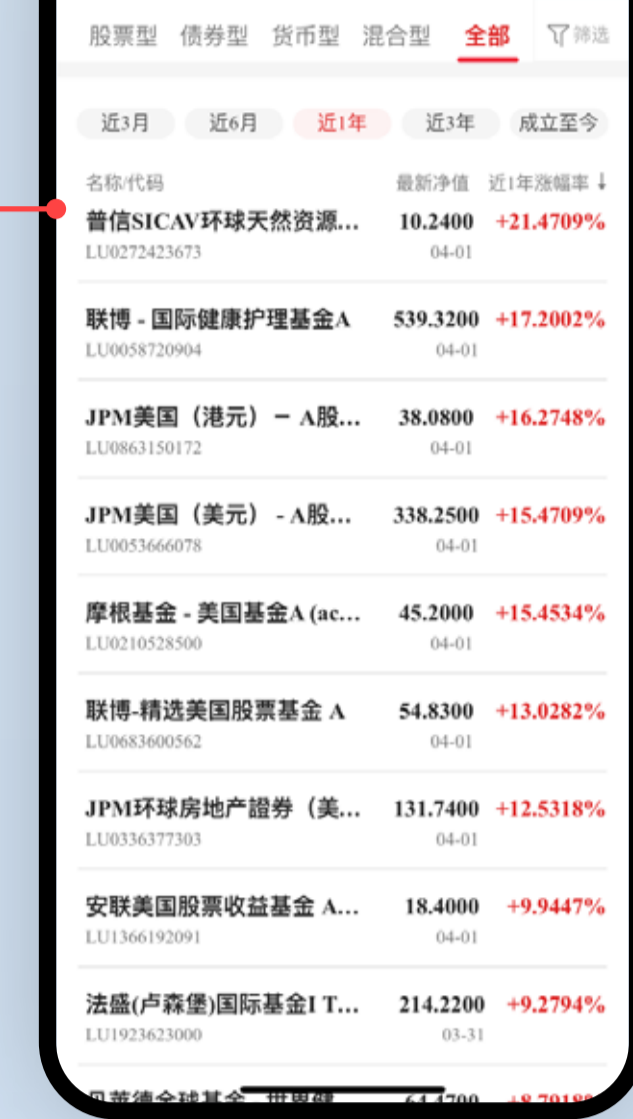 股票型 债券型 货币型 混合型 全部 筛选
近3月 近6月 近1年 近3年 成立至今
名称/代码 最新净值 近1年涨幅率↓
普信SICAV环球天然资源... 10.2400 +21.4709%
LU0272423673 04-01
联博 - 国际健康护理基金A 539.3200 +17.2002%
LU0058720904 04-01
JPM美国（港元） － A股... 38.0800 +16.2748%
LU0863150172 04-01
JPM美国（美元） - A股... 338.2500 +15.4709%
LU0053666078 04-01
摩根基金 - 美国基金A (ac... 45.2000 +15.4534%
LU0210528500 04-01
联博-精选美国股票基金 A 54.8300 +13.0282%
LU0683600562 04-01
JPM环球房地产證券（美... 131.7400 +12.5318%
LU0336377303 04-01
安联美国股票收益基金 A... 18.4000 +9.9447%
LU1366192091 04-01
法盛(卢森堡)国际基金I T... 214.2200 +9.2794%
LU1923623000 03-31